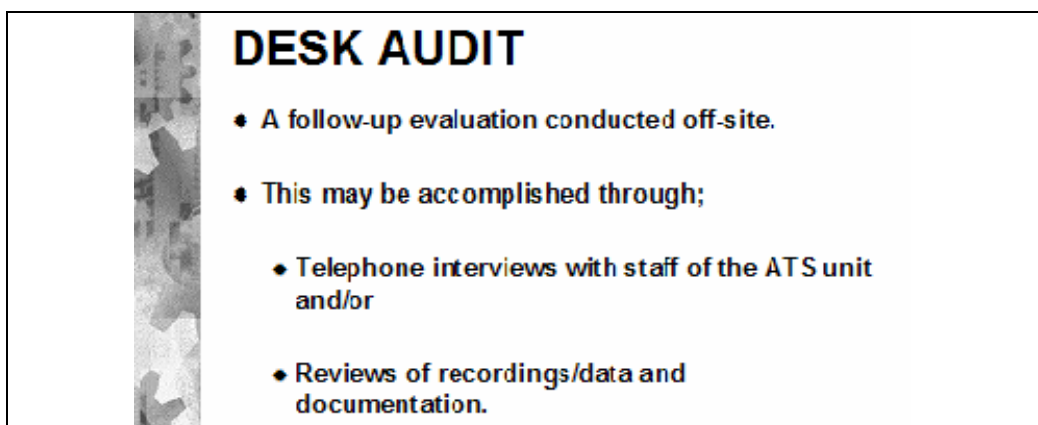 DESK AUDIT
A follow-up evaluation conducted off-site.
This may be accomplished through;
Telephone interviews with staff of the ATS unit
and/or
Reviews of recordings/data and
documentation.